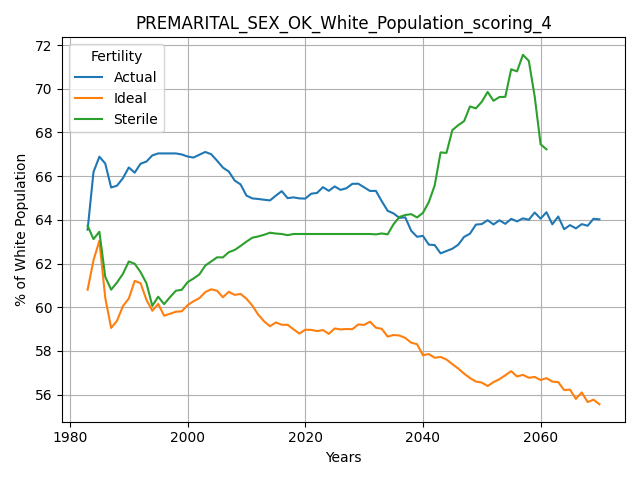 PREMARITAL_SEX_OK_White_Population_scoring_4
% of White Population
72
70
68
66
64
62
60
58
56
Fertility
Actual
Ideal
Sterile
1980
2000
2020
2040
2060
Years